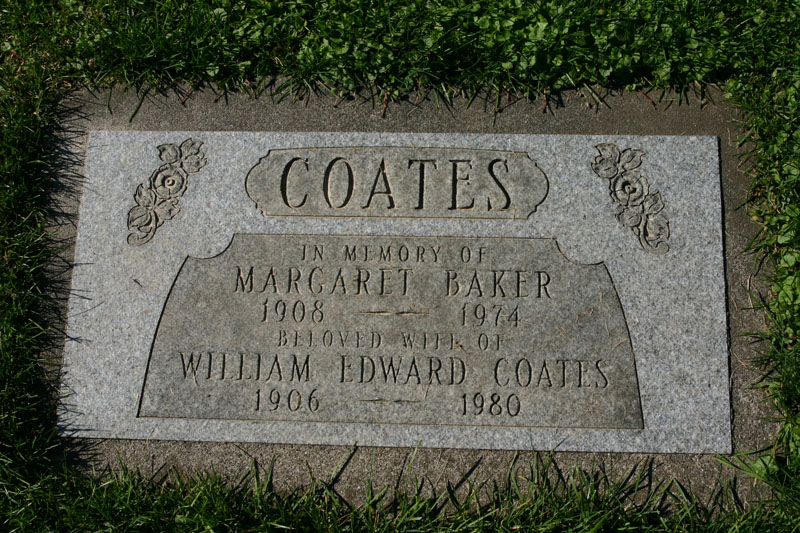 COATES
IN MEMORY OF
MARGARET BAKER
1908 — 1974
BELOVED WIFE OF
WILLIAM EDWARD COATES
1906 — 1980